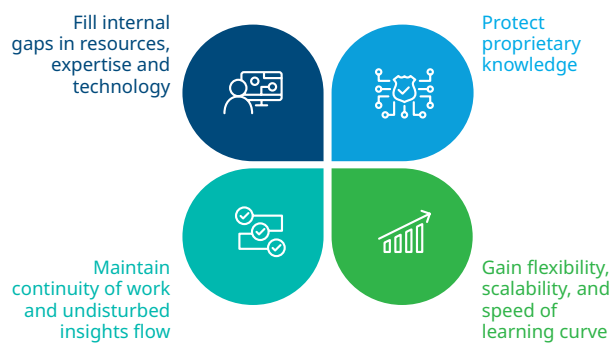 Fill internal
gaps in resources,
expertise and
technology
Protect
proprietary
knowledge
Maintain
continuity of work
and undisturbed
insights flow
Gain flexibility,
scalability, and
speed of
learning curve